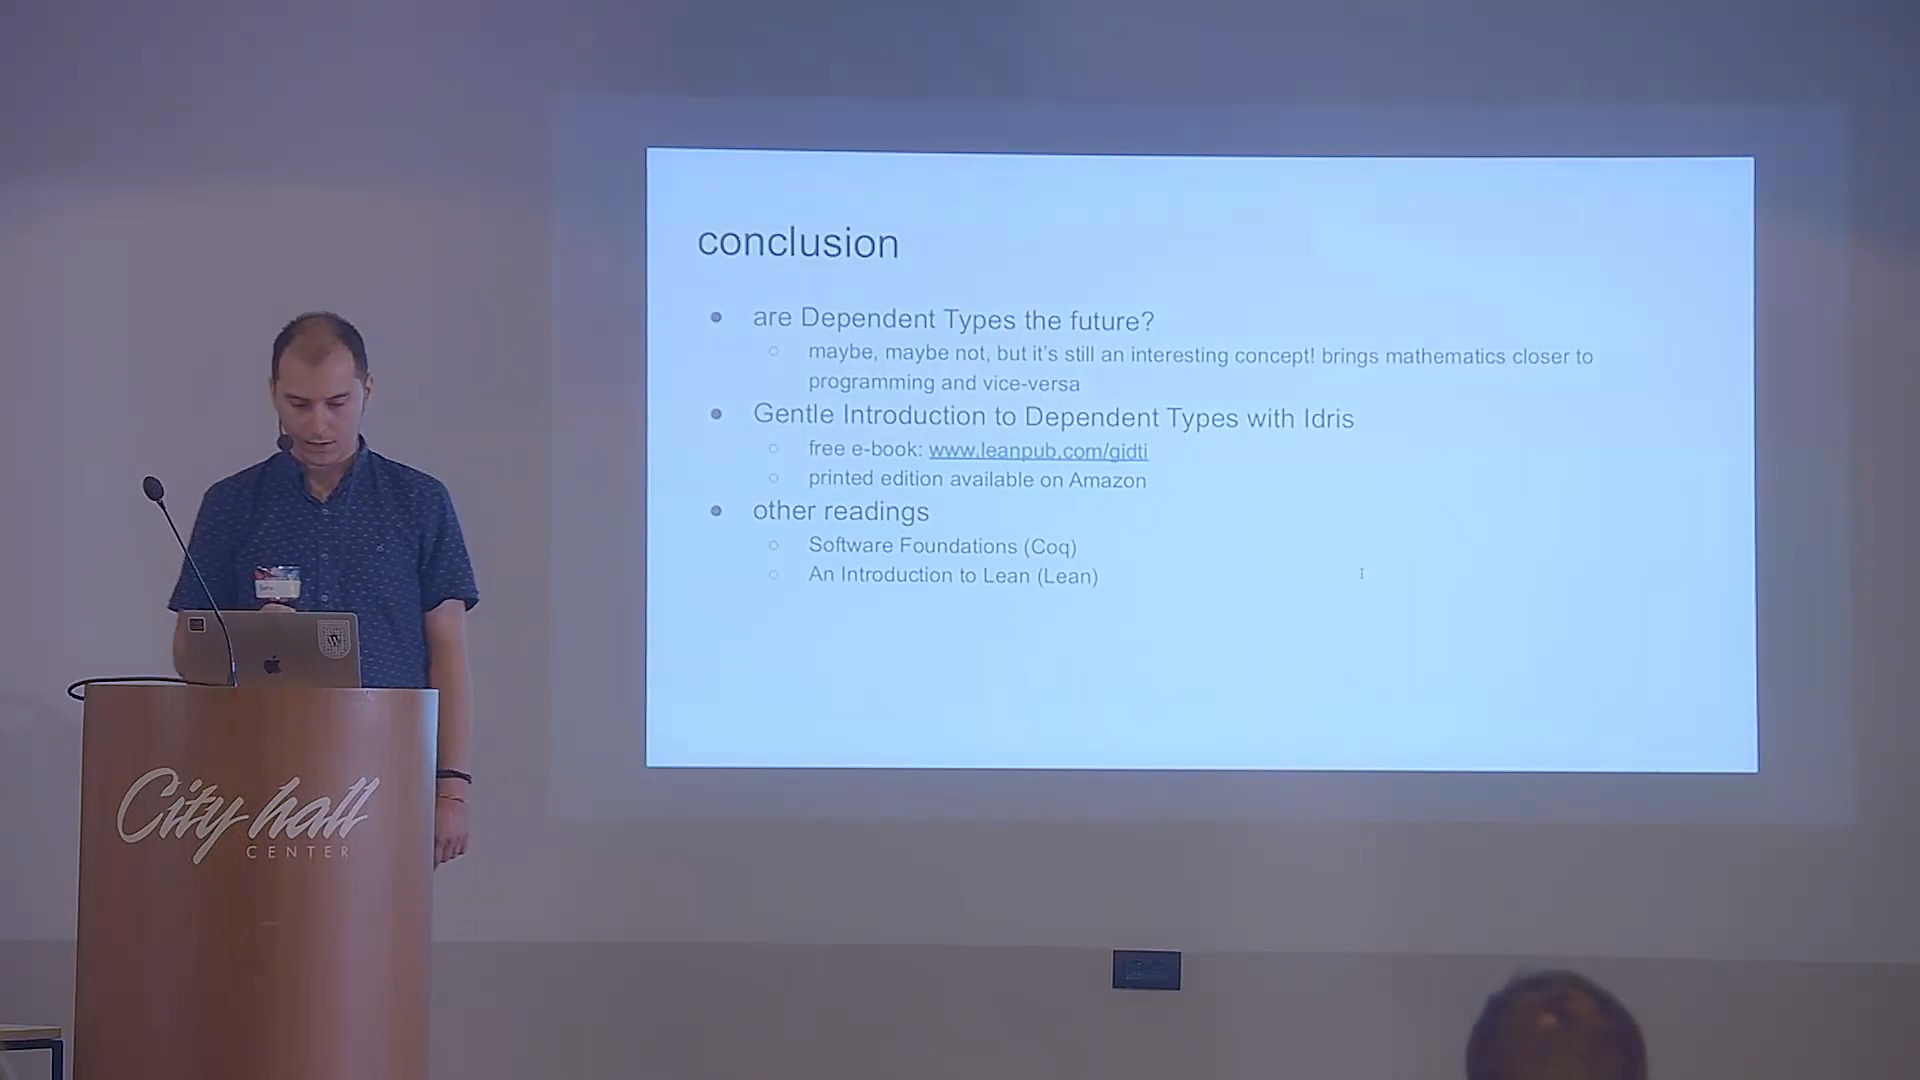 conclusion
are Dependent Types the future?
maybe, maybe not, but it's still an interesting concept! brings mathematics closer to
programming and vice-versa
Gentle Introduction to Dependent Types with Idris
free e-book: www.leanpub.com/gidti
printed edition available on Amazon
other readings
Software Foundations (Coq)
An Introduction to Lean (Lean)
City hall
CENTER